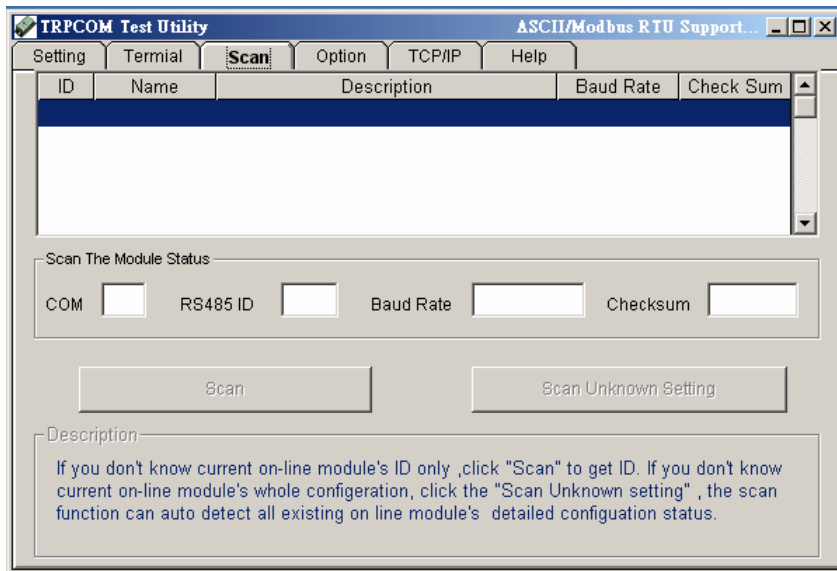 TRPCOM Test Utility ASCII/Modbus RTU Support...
Setting Termial Scan Option TCP/IP Help
ID Name Description Baud Rate Check Sum
Scan The Module Status
COM RS485 ID Baud Rate Checksum
Scan Scan Unknown Setting
Description
If you don't know current on-line module's ID only ,click "Scan" to get ID. If you don't know
current on-line module's whole configeration, click the "Scan Unknown setting" , the scan
function can auto detect all existing on line module's detailed configuation status.